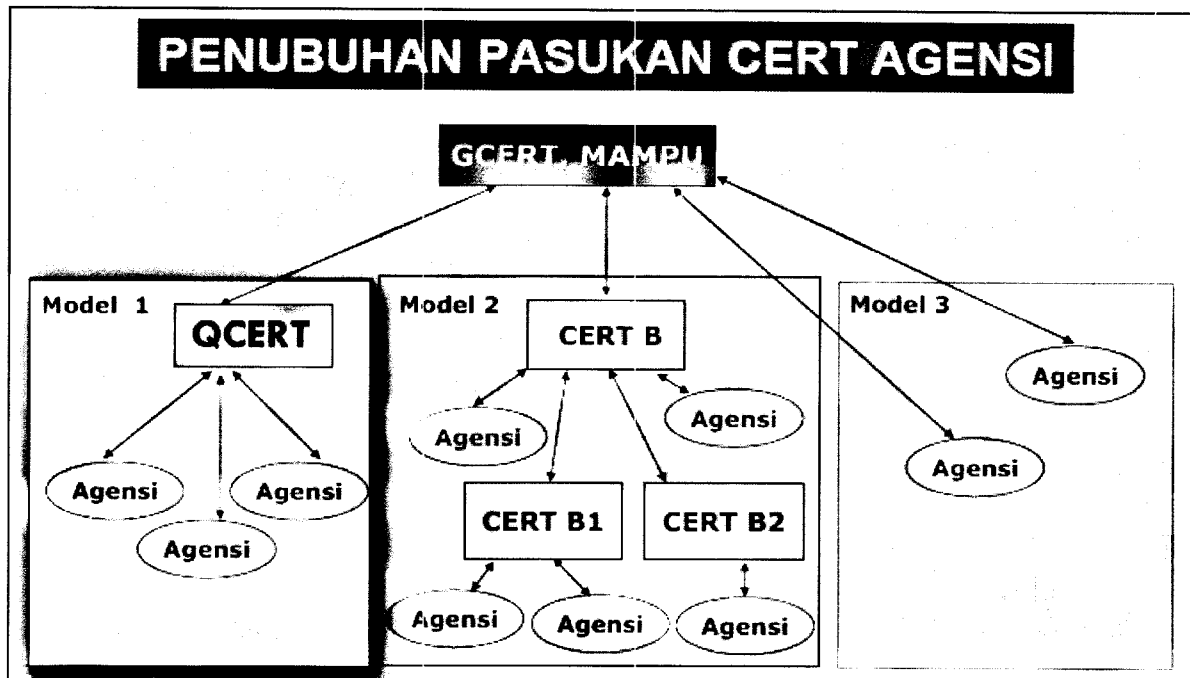 PENUBUHAN PASUKAN CERT AGENSI
GCERT, MAMPU
Model 1
QCERT
Agensi
Agensi
Agensi
Model 2
CERT B
Agensi
Agensi
CERT B1
CERT B2
Agensi
Agensi
Agensi
Model 3
Agensi
Agensi